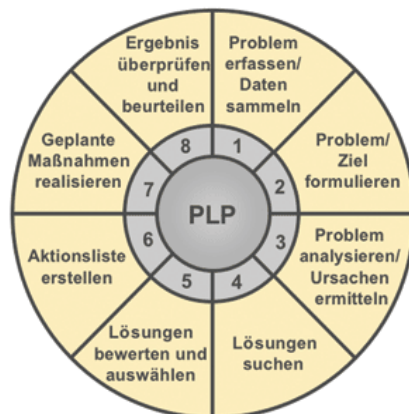 Problem
erfassen/
Daten
sammeln
1
Problem/
Ziel
formulieren
2
Problem
analysieren/
Ursachen
ermitteln
3
Lösungen
suchen
4
Lösungen
bewerten und
auswählen
5
Aktionsliste
erstellen
6
Geplante
Maßnahmen
realisieren
7
Ergebnis
überprüfen
und
beurteilen
8
PLP